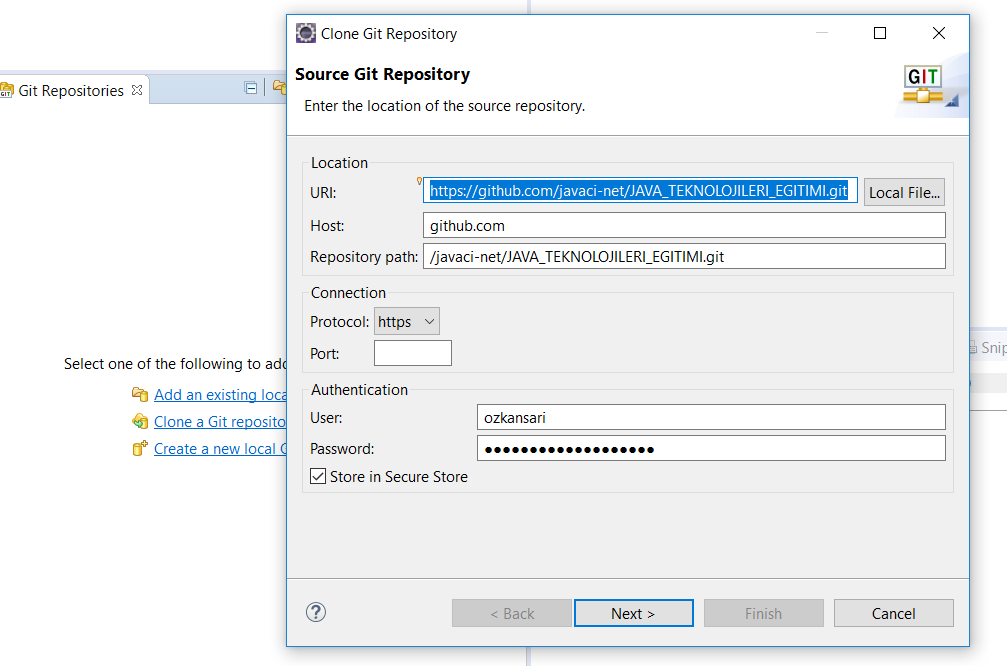 Clone Git Repository
Source Git Repository
Enter the location of the source repository.
GIT
Git Repositories
Location
URI: https://github.com/javaci-net/JAVA_TEKNOLOJILERI_EGITIMI.git Local File...
Host: github.com
Repository path: /javaci-net/JAVA_TEKNOLOJILERI_EGITIMI.git
Connection
Protocol: https
Port:
Authentication
User: ozkansari
Password: ●●●●●●●●●●●●●●●●●●●
Store in Secure Store
< Back Next > Finish Cancel
Select one of the following to add
Add an existing loca
Clone a Git reposito
Create a new local G
Snip